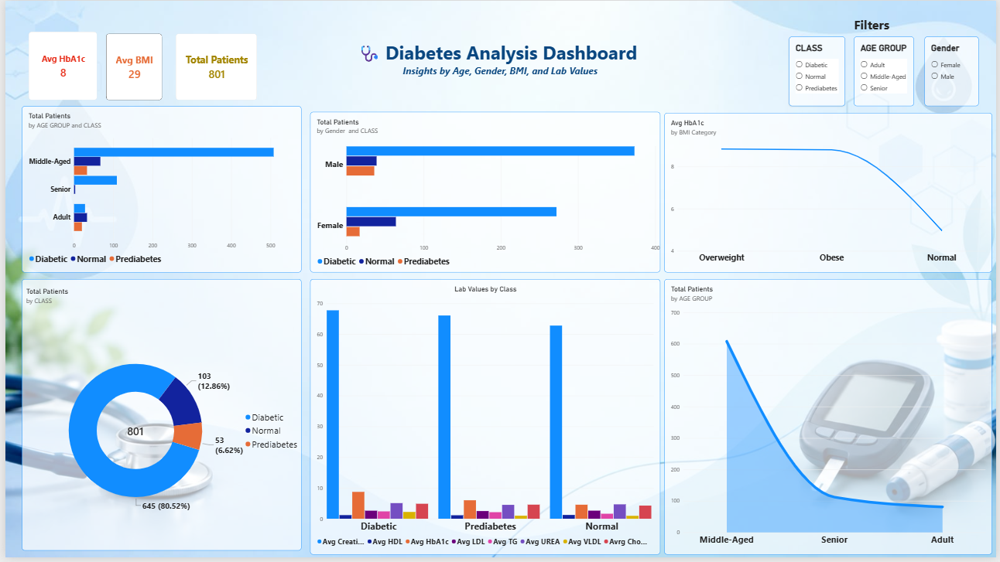 Avg HbA1c
8
Avg BMI
29
Total Patients
801
Diabetes Analysis Dashboard
Insights by Age, Gender, BMI, and Lab Values
Filters
CLASS
Diabetic
Normal
Prediabetes
AGE GROUP
Adult
Middle-Aged
Senior
Gender
Female
Male
Total Patients
by AGE GROUP and CLASS
Middle-Aged
Senior
Adult
0 100 200 300 400 500
Diabetic Normal Prediabetes
Total Patients
by Gender and CLASS
Male
Female
0 100 200 300 400
Diabetic Normal Prediabetes
Avg HbA1c
by BMI Category
8
6
4
Overweight Obese Normal
Total Patients
by CLASS
103
(12.86%)
801
53
(6.62%)
645 (80.52%)
Diabetic
Normal
Prediabetes
Lab Values by Class
70
60
50
40
30
20
10
0
Diabetic Prediabetes Normal
Avg Creati... Avg HDL Avg HbA1c Avg LDL Avg TG Avg UREA Avg VLDL Avrg Cho...
Total Patients
by AGE GROUP
700
600
500
400
300
200
100
0
Middle-Aged Senior Adult